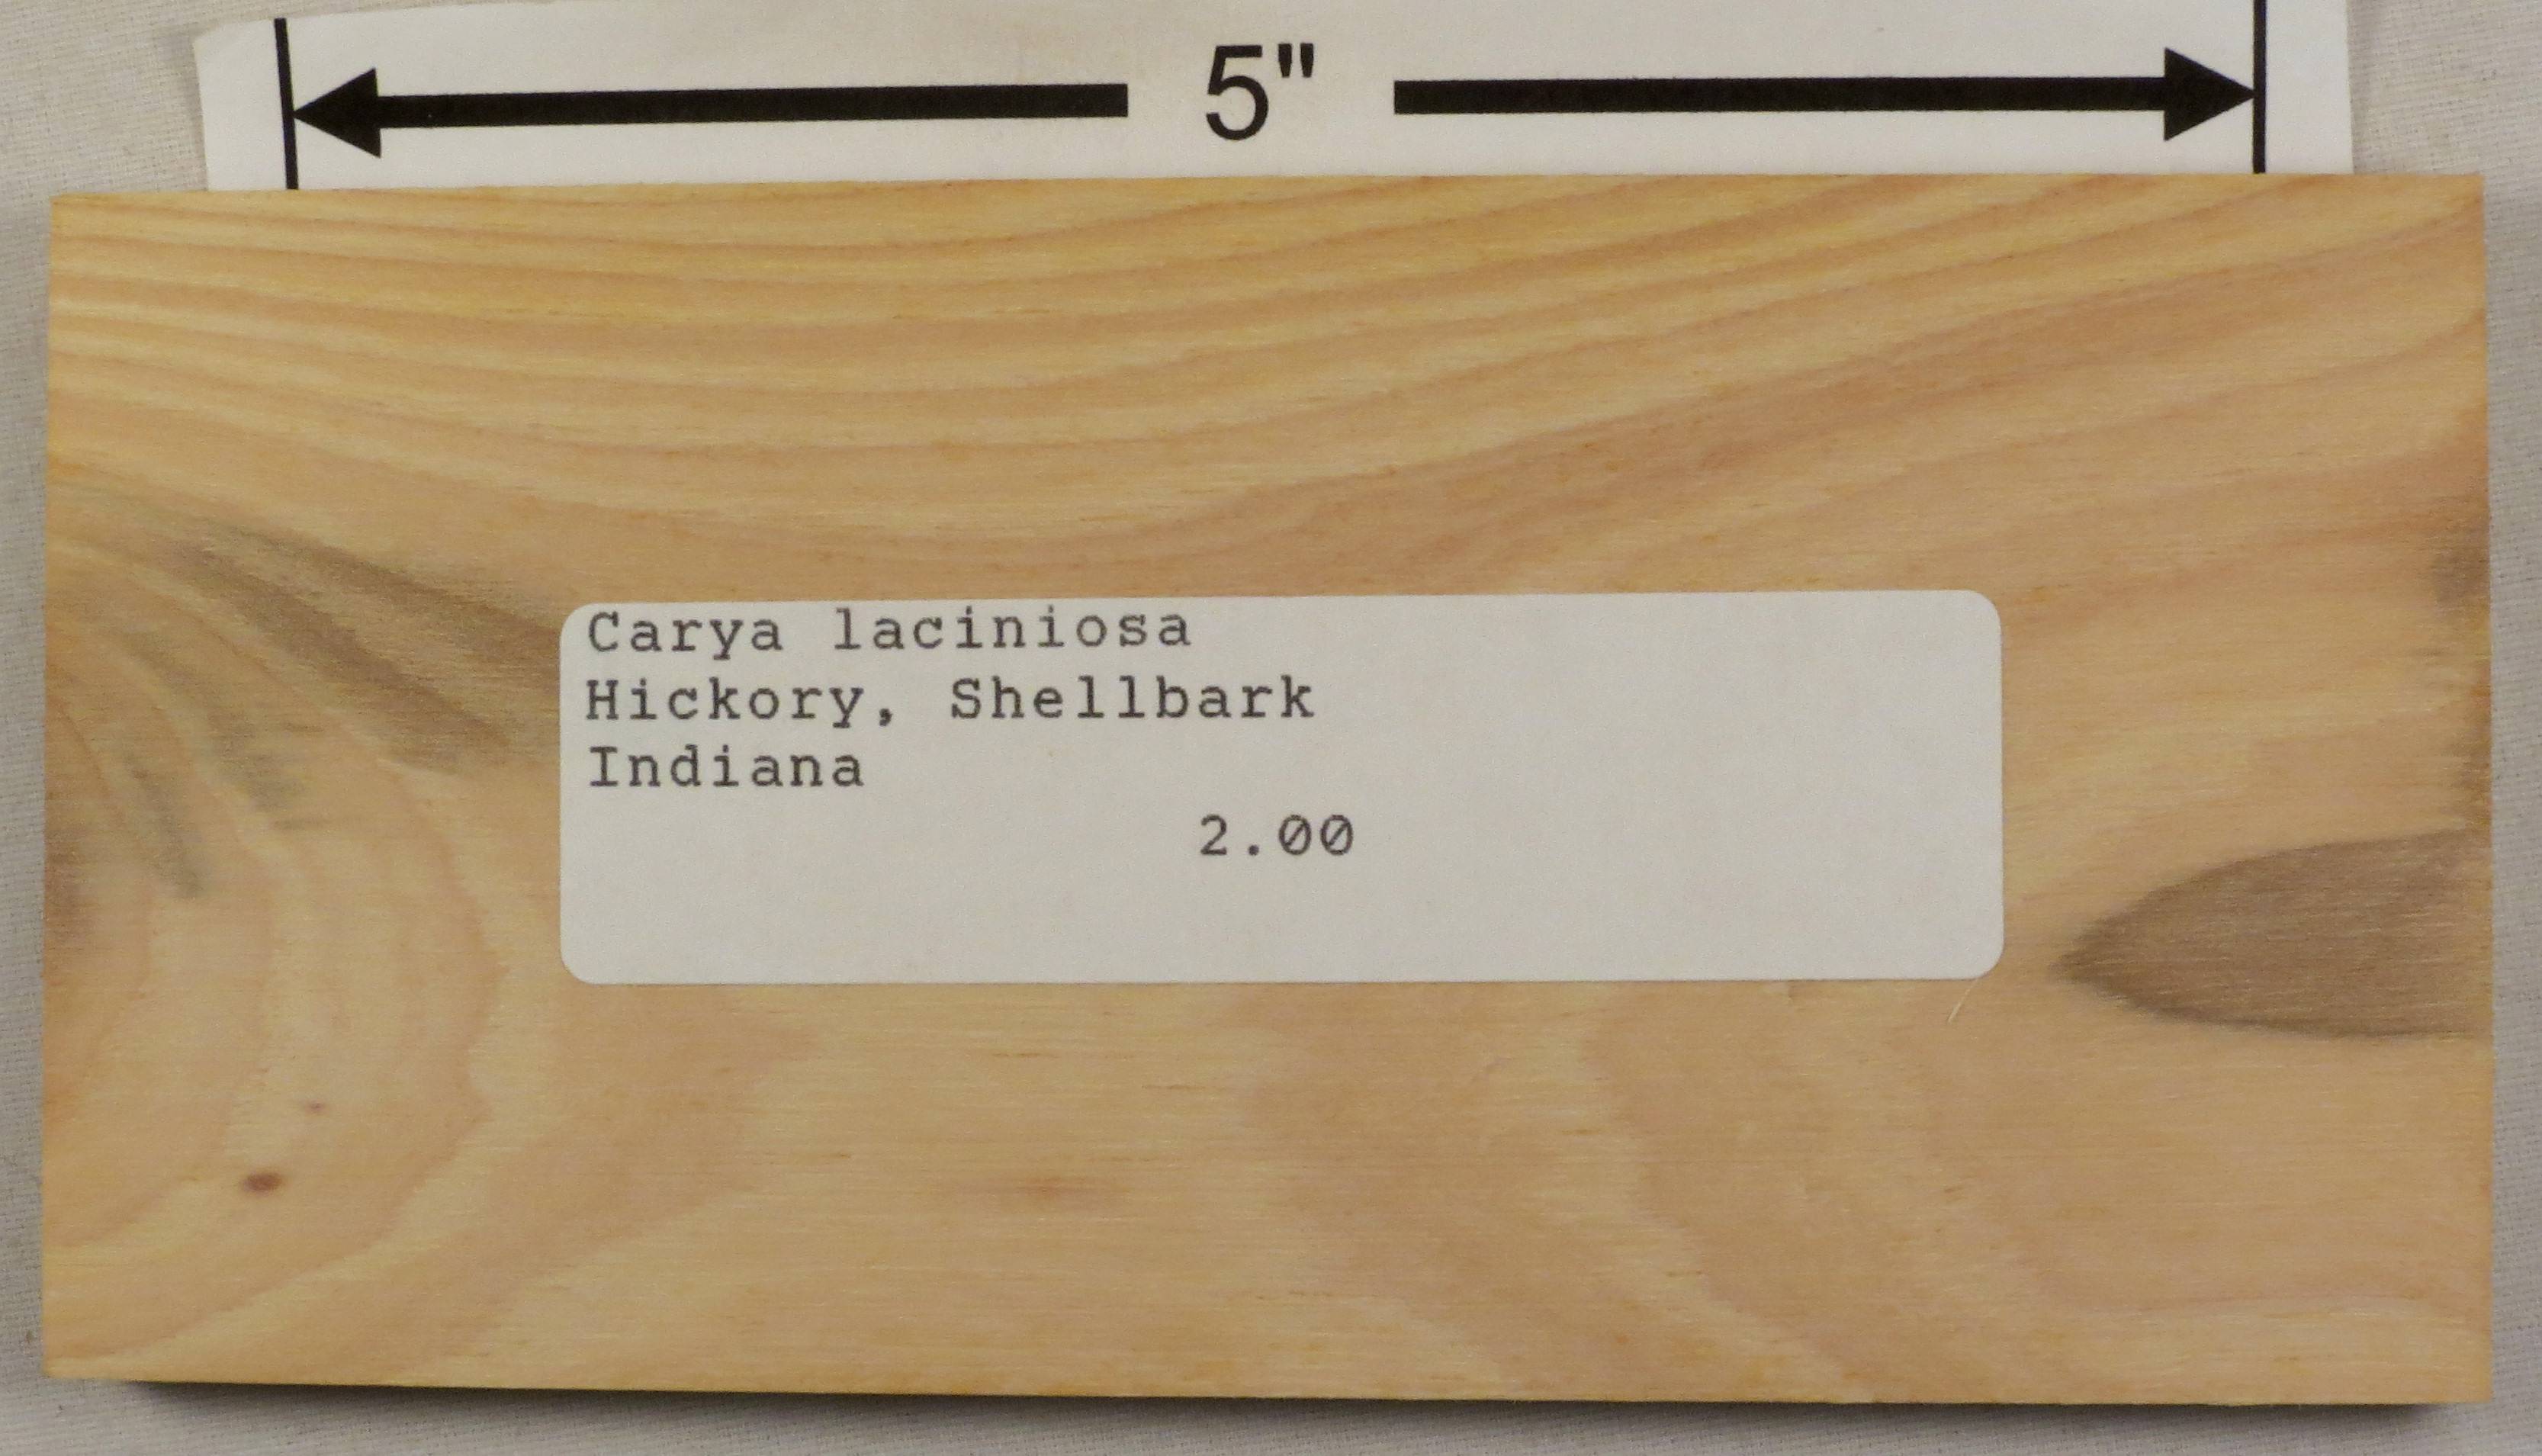 5"
Carya laciniosa
Hickory, Shellbark
Indiana
2.00